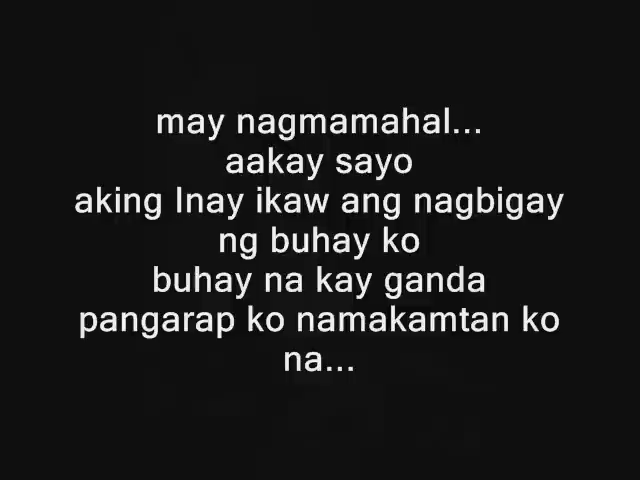 may nagmamahal...
aakay sayo
aking Inay ikaw ang nagbigay
ng buhay ko
buhay na kay ganda
pangarap ko namakamtan ko
na...